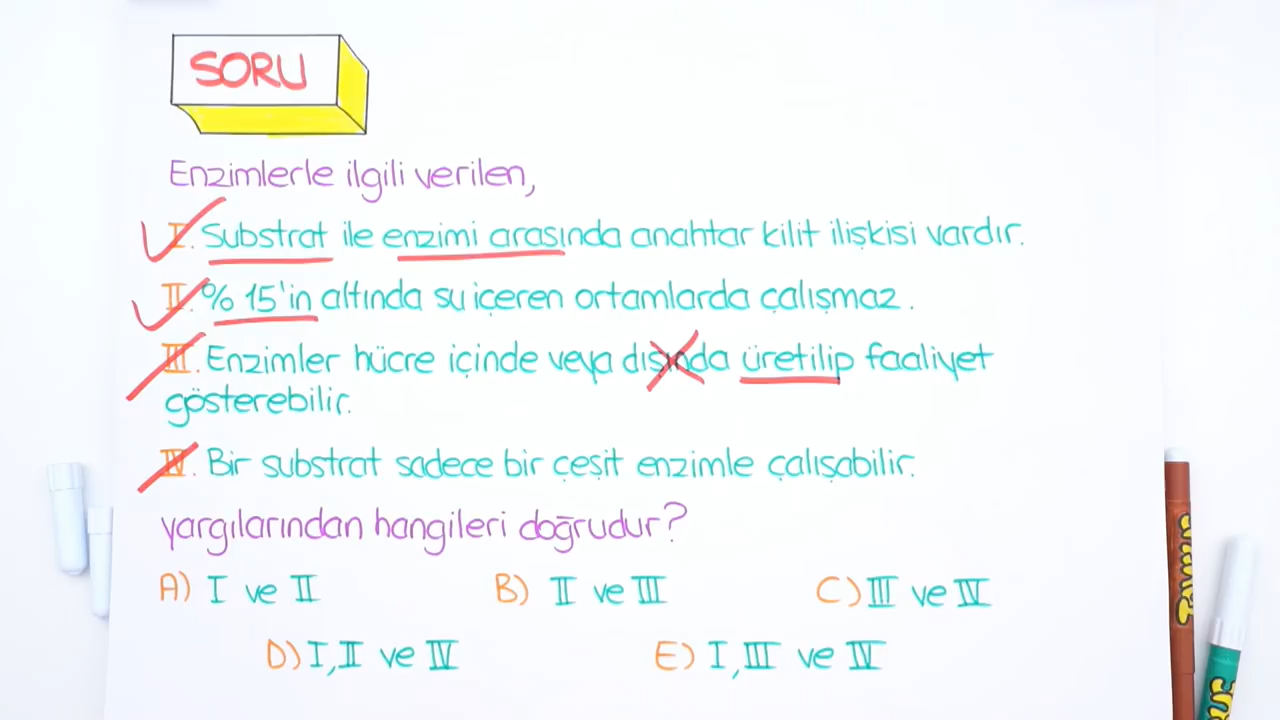 SORU
Enzimlerle ilgili verilen,
I. Substrat ile enzimi arasında anahtar kilit ilişkisi vardır.
II. % 15'in altında su içeren ortamlarda çalışmaz.
III. Enzimler hücre içinde veya dışında üretilip faaliyet
gösterebilir.
IV. Bir substrat sadece bir çeşit enzimle çalışabilir.
yargılarından hangileri doğrudur?
A) I ve II B) II ve III C) III ve IV
D) I, II ve IV E) I, III ve IV